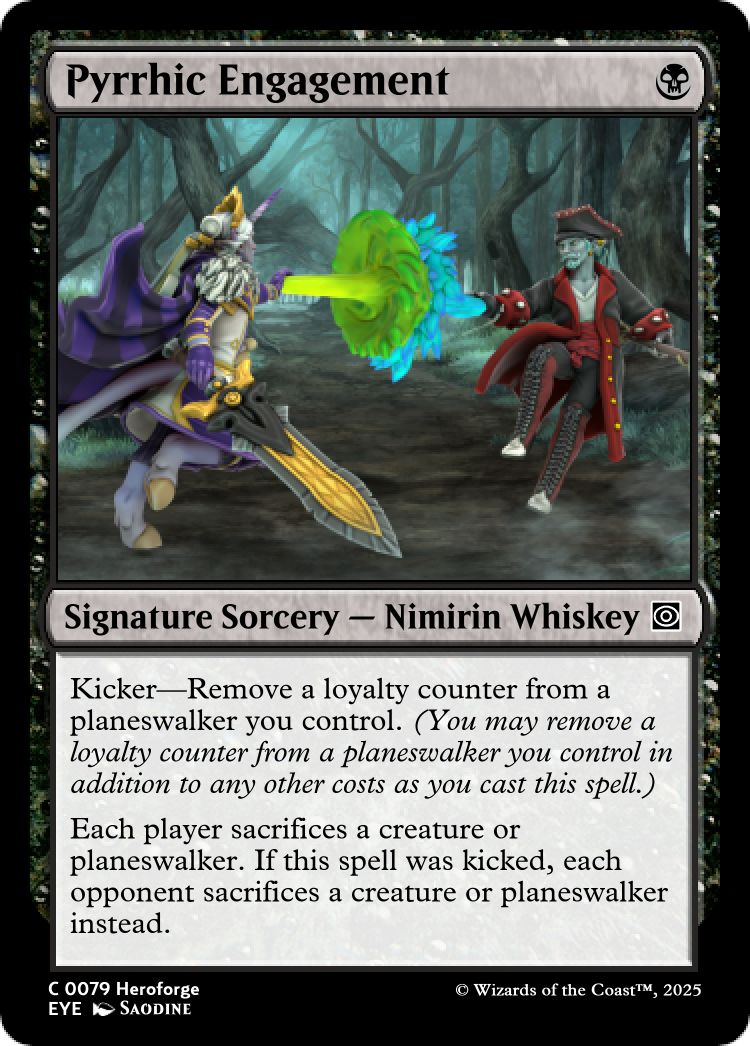 Pyrrhic Engagement
Signature Sorcery — Nimirin Whiskey
Kicker—Remove a loyalty counter from a
planeswalker you control. (You may remove a
loyalty counter from a planeswalker you control in
addition to any other costs as you cast this spell.)
Each player sacrifices a creature or
planeswalker. If this spell was kicked, each
opponent sacrifices a creature or planeswalker
instead.
C 0079 Heroforge
EYE Saodine
© Wizards of the Coast™, 2025